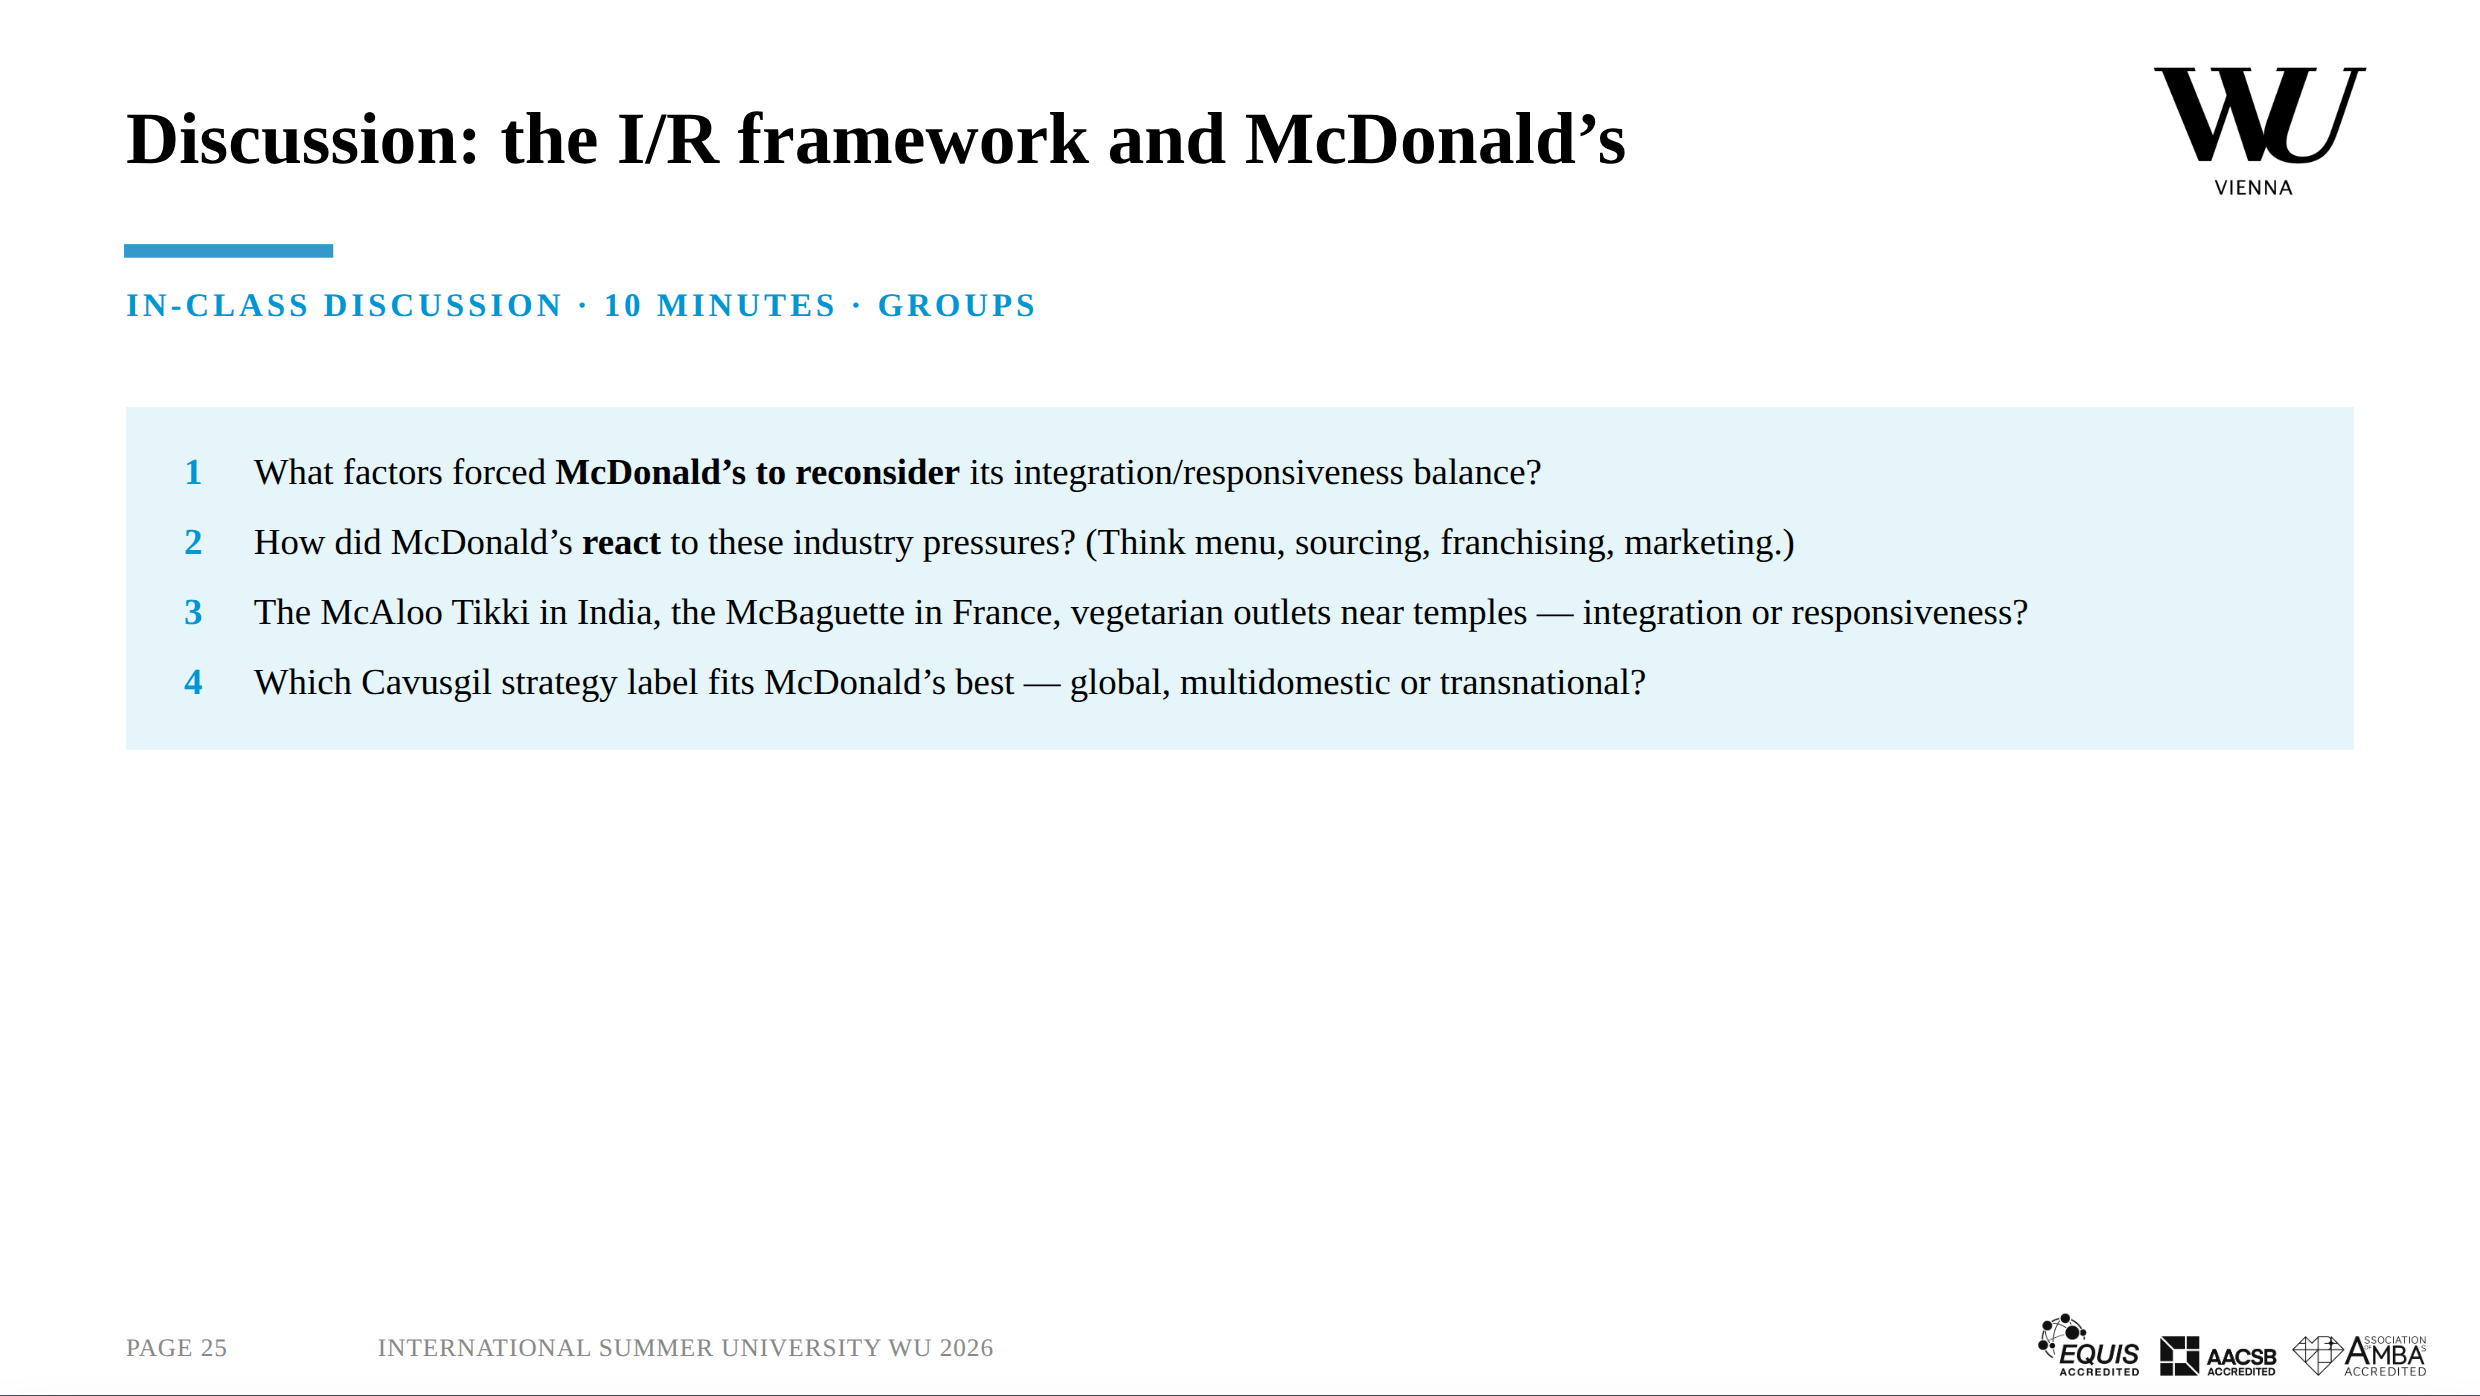 Discussion: the I/R framework and McDonald’s
WU
VIENNA
IN-CLASS DISCUSSION · 10 MINUTES · GROUPS
1 What factors forced McDonald’s to reconsider its integration/responsiveness balance?
2 How did McDonald’s react to these industry pressures? (Think menu, sourcing, franchising, marketing.)
3 The McAloo Tikki in India, the McBaguette in France, vegetarian outlets near temples — integration or responsiveness?
4 Which Cavusgil strategy label fits McDonald’s best — global, multidomestic or transnational?
PAGE 25 INTERNATIONAL SUMMER UNIVERSITY WU 2026
EQUIS
ACCREDITED
AACSB
ACCREDITED
ASSOCIATION
OF AMBAS
ACCREDITED